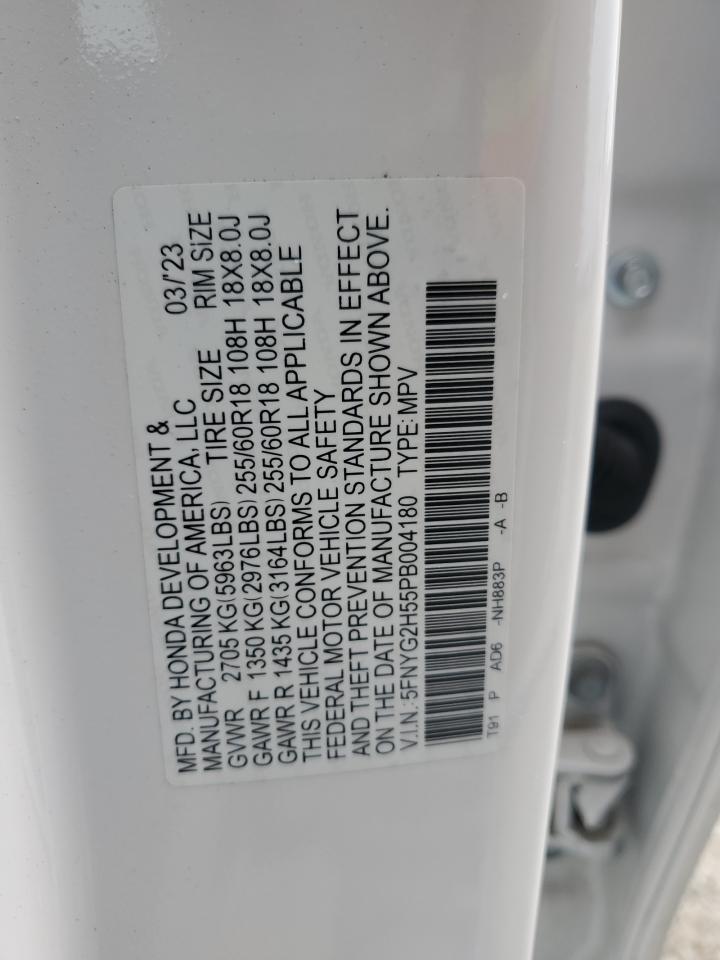 MFD. BY HONDA DEVELOPMENT &
MANUFACTURING OF AMERICA, LLC 03/'23
GVWR 2705 KG(5963LBS) TIRE SIZE RIM SIZE
GAWR F 1350 KG(2976LBS) 255/60R18 108H 18X8.0J
GAWR R 1435 KG(3164LBS) 255/60R18 108H 18X8.0J
THIS VEHICLE CONFORMS TO ALL APPLICABLE
FEDERAL MOTOR VEHICLE SAFETY
AND THEFT PREVENTION STANDARDS IN EFFECT
ON THE DATE OF MANUFACTURE SHOWN ABOVE.
V.I.N.:5FNYG2H55PB004180 TYPE:MPV
T91 P AD6 -NH883P -A -B